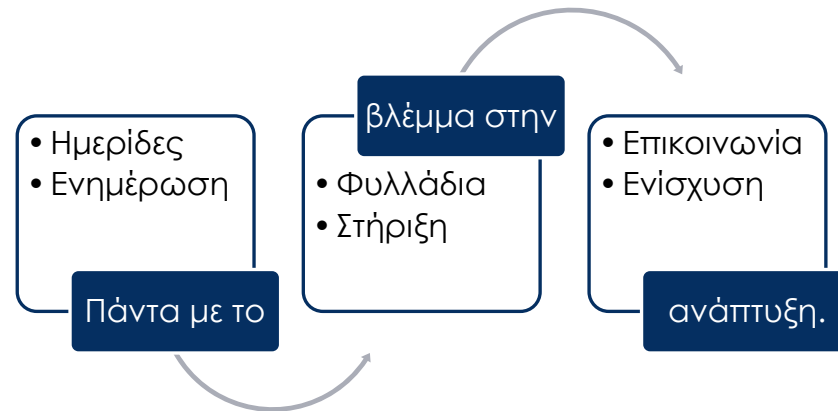 • Ημερίδες
• Ενημέρωση
Πάντα με το
βλέμμα στην
• Φυλλάδια
• Στήριξη
• Επικοινωνία
• Ενίσχυση
ανάπτυξη.